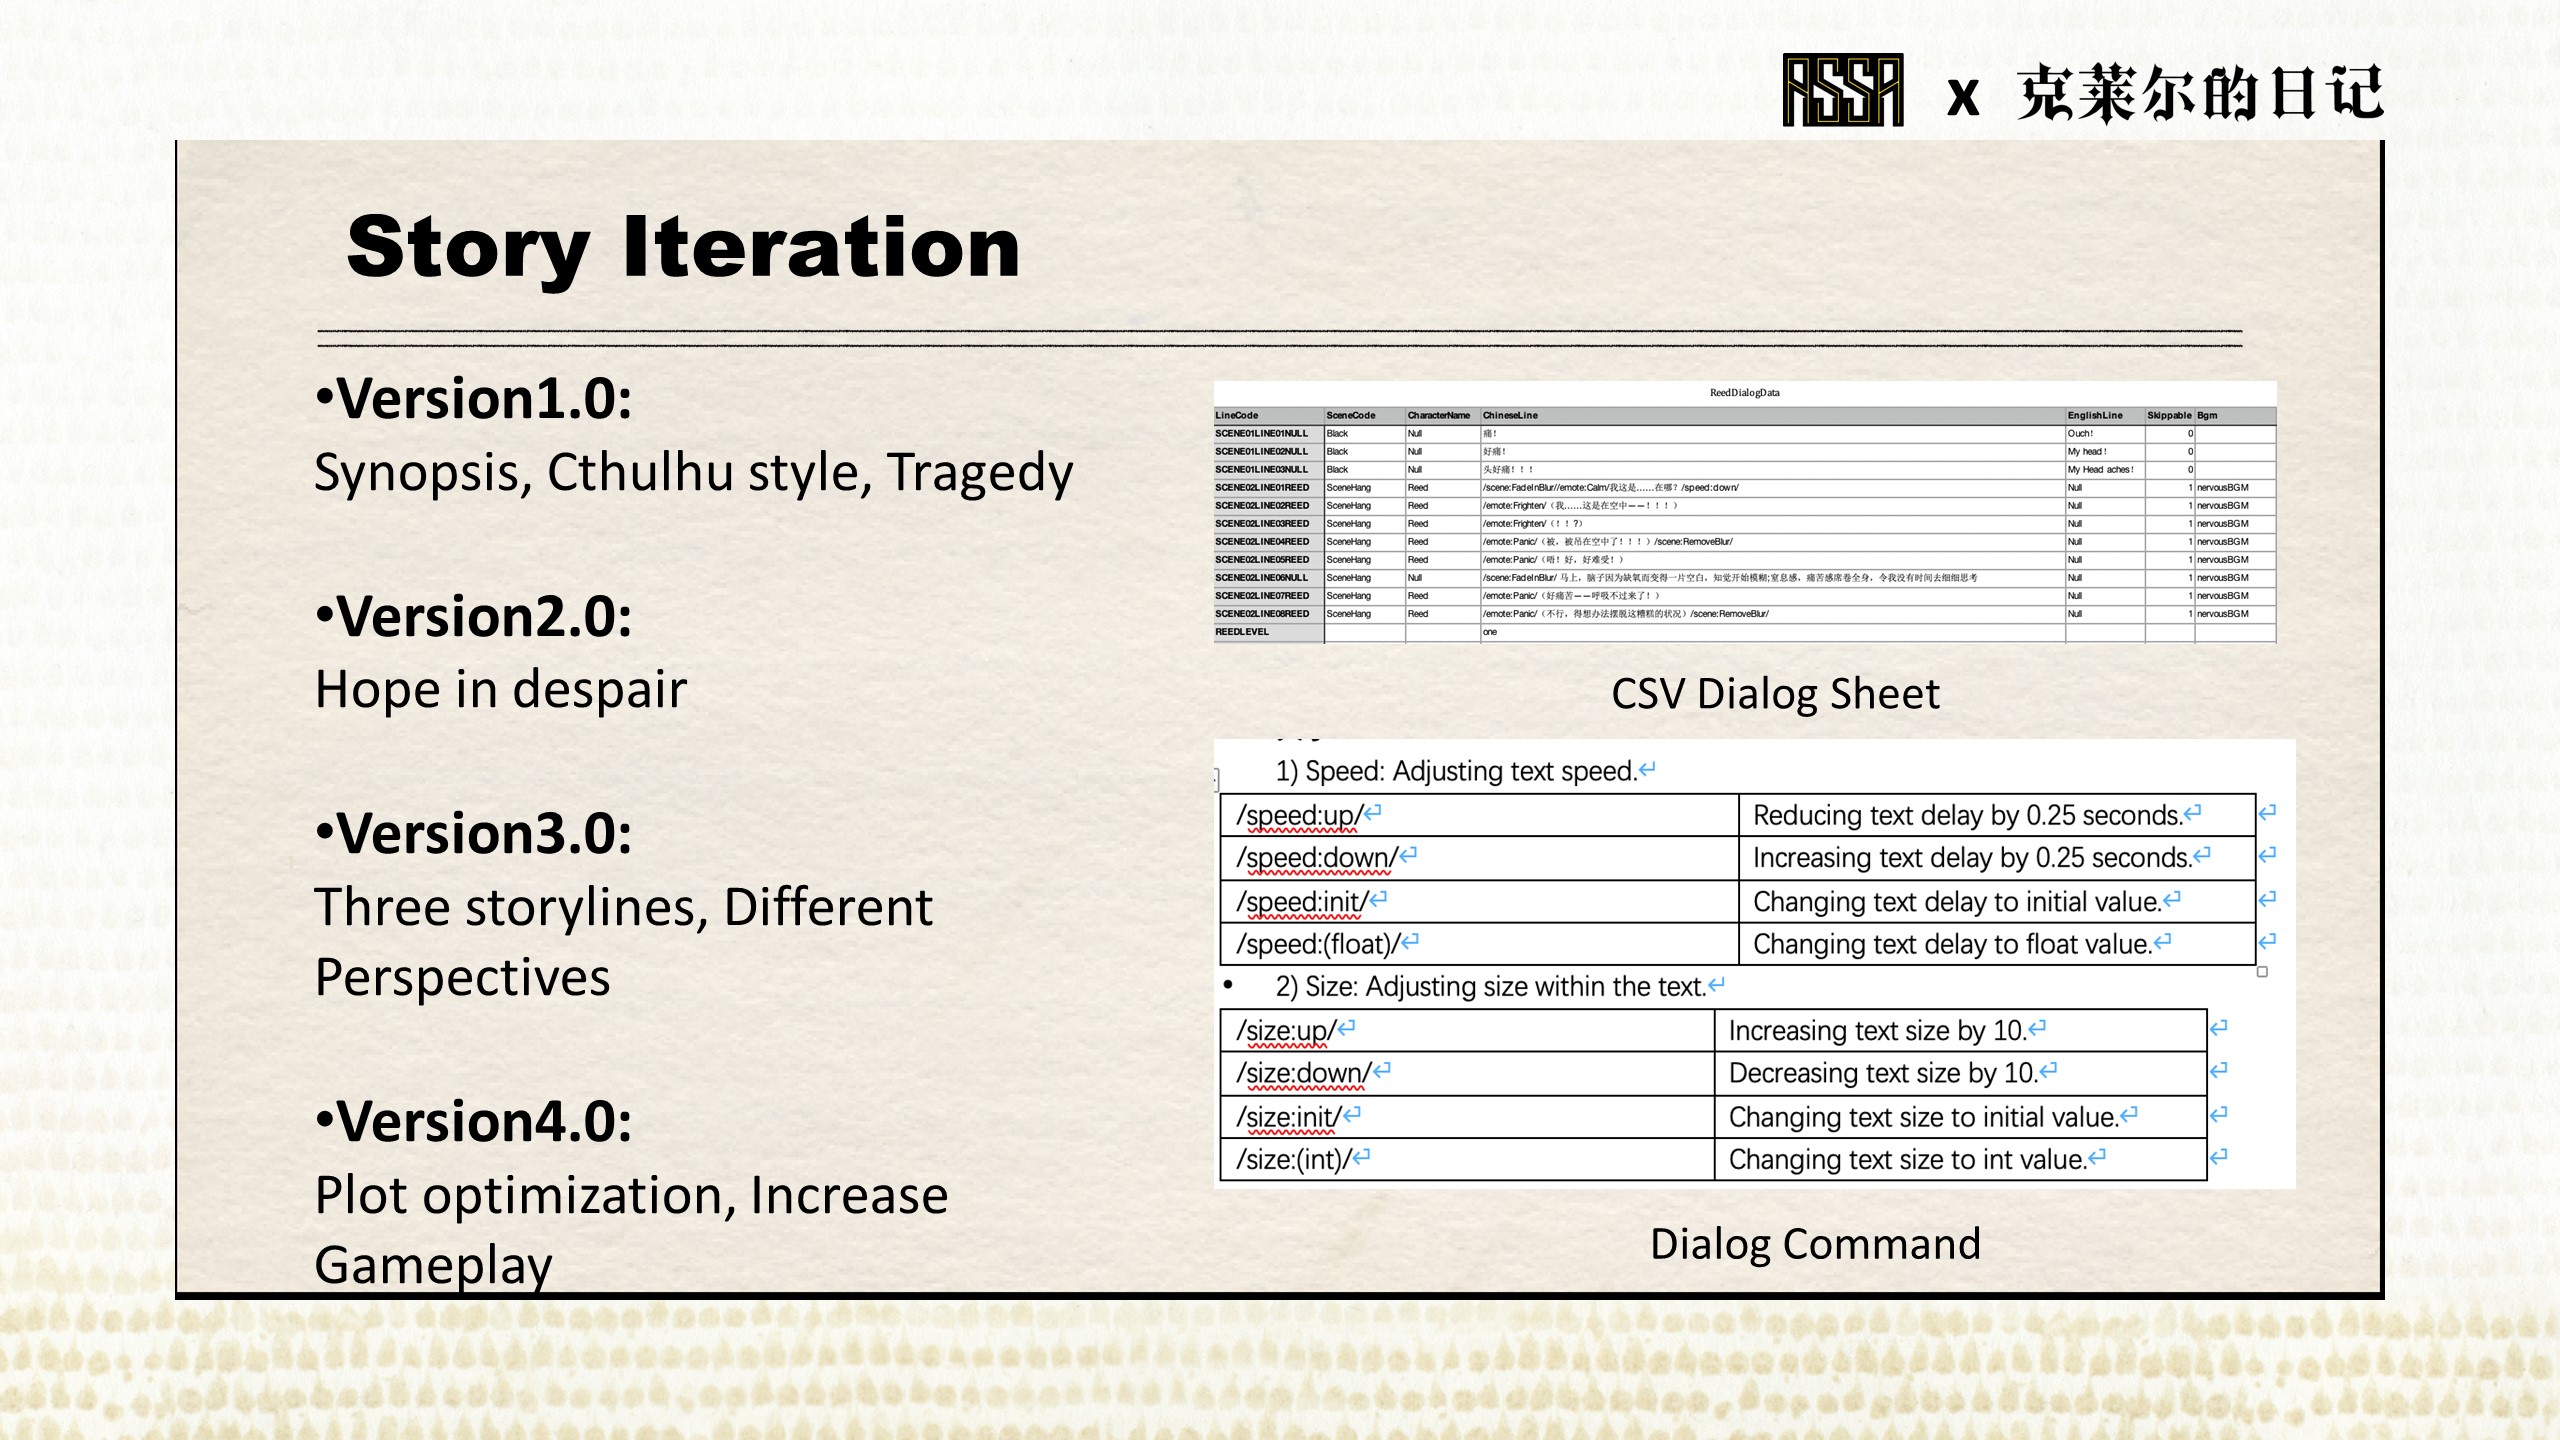 ASSA x 克莱尔的日记
Story Iteration
•Version1.0:
Synopsis, Cthulhu style, Tragedy
•Version2.0:
Hope in despair
•Version3.0:
Three storylines, Different
Perspectives
•Version4.0:
Plot optimization, Increase
Gameplay
ReedDialogData
LineCode SceneCode CharacterName ChineseLine EnglishLine Skippable Bgm
SCENE01LINE01NULL Black Null 痛！ Ouch! 0
SCENE01LINE02NULL Black Null 好痛！ My head! 0
SCENE01LINE03NULL Black Null 头好痛！！！ My Head aches! 0
SCENE02LINE01REED SceneHang Reed /scene:FadeInBlur//emote:Calm/我这是……在哪？/speed:down/ Null 1 nervousBGM
SCENE02LINE02REED SceneHang Reed /emote:Frighten/（我……这是在空中——！！！） Null 1 nervousBGM
SCENE02LINE03REED SceneHang Reed /emote:Frighten/（！！?） Null 1 nervousBGM
SCENE02LINE04REED SceneHang Reed /emote:Panic/（被，被吊在空中了！！！）/scene:RemoveBlur/ Null 1 nervousBGM
SCENE02LINE05REED SceneHang Reed /emote:Panic/（唔！好，好难受！） Null 1 nervousBGM
SCENE02LINE06NULL SceneHang Null /scene:FadeInBlur/ 马上，脑子因为缺氧而变得一片空白，知觉开始模糊;窒息感，痛苦感席卷全身，令我没有时间去细细思考 Null 1 nervousBGM
SCENE02LINE07REED SceneHang Reed /emote:Panic/（好痛苦——呼吸不过来了！） Null 1 nervousBGM
SCENE02LINE08REED SceneHang Reed /emote:Panic/（不行，得想办法摆脱这糟糕的状况）/scene:RemoveBlur/ Null 1 nervousBGM
REEDLEVEL one
CSV Dialog Sheet
1) Speed: Adjusting text speed.↵
/speed:up/↵ Reducing text delay by 0.25 seconds.↵ ↵
/speed:down/↵ Increasing text delay by 0.25 seconds.↵ ↵
/speed:init/↵ Changing text delay to initial value.↵ ↵
/speed:(float)/↵ Changing text delay to float value.↵ ↵
• 2) Size: Adjusting size within the text.↵
/size:up/↵ Increasing text size by 10.↵ ↵
/size:down/↵ Decreasing text size by 10.↵ ↵
/size:init/↵ Changing text size to initial value.↵ ↵
/size:(int)/↵ Changing text size to int value.↵ ↵
Dialog Command